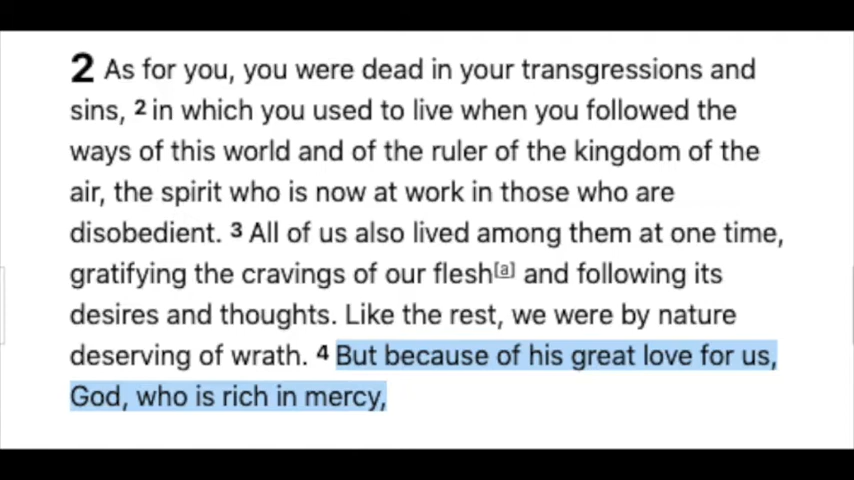 2 As for you, you were dead in your transgressions and
sins, 2 in which you used to live when you followed the
ways of this world and of the ruler of the kingdom of the
air, the spirit who is now at work in those who are
disobedient. 3 All of us also lived among them at one time,
gratifying the cravings of our flesh[a] and following its
desires and thoughts. Like the rest, we were by nature
deserving of wrath. 4 But because of his great love for us,
God, who is rich in mercy,